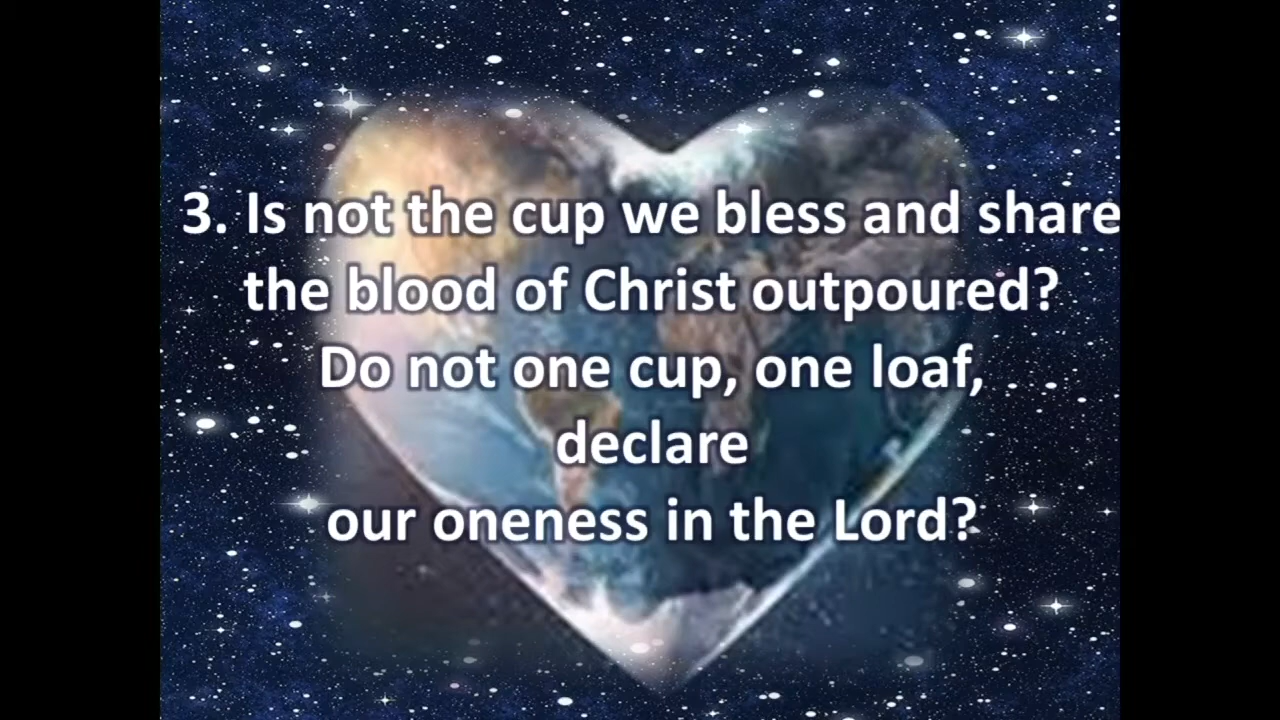 3. Is not the cup we bless and share
the blood of Christ outpoured?
Do not one cup, one loaf,
declare
our oneness in the Lord?